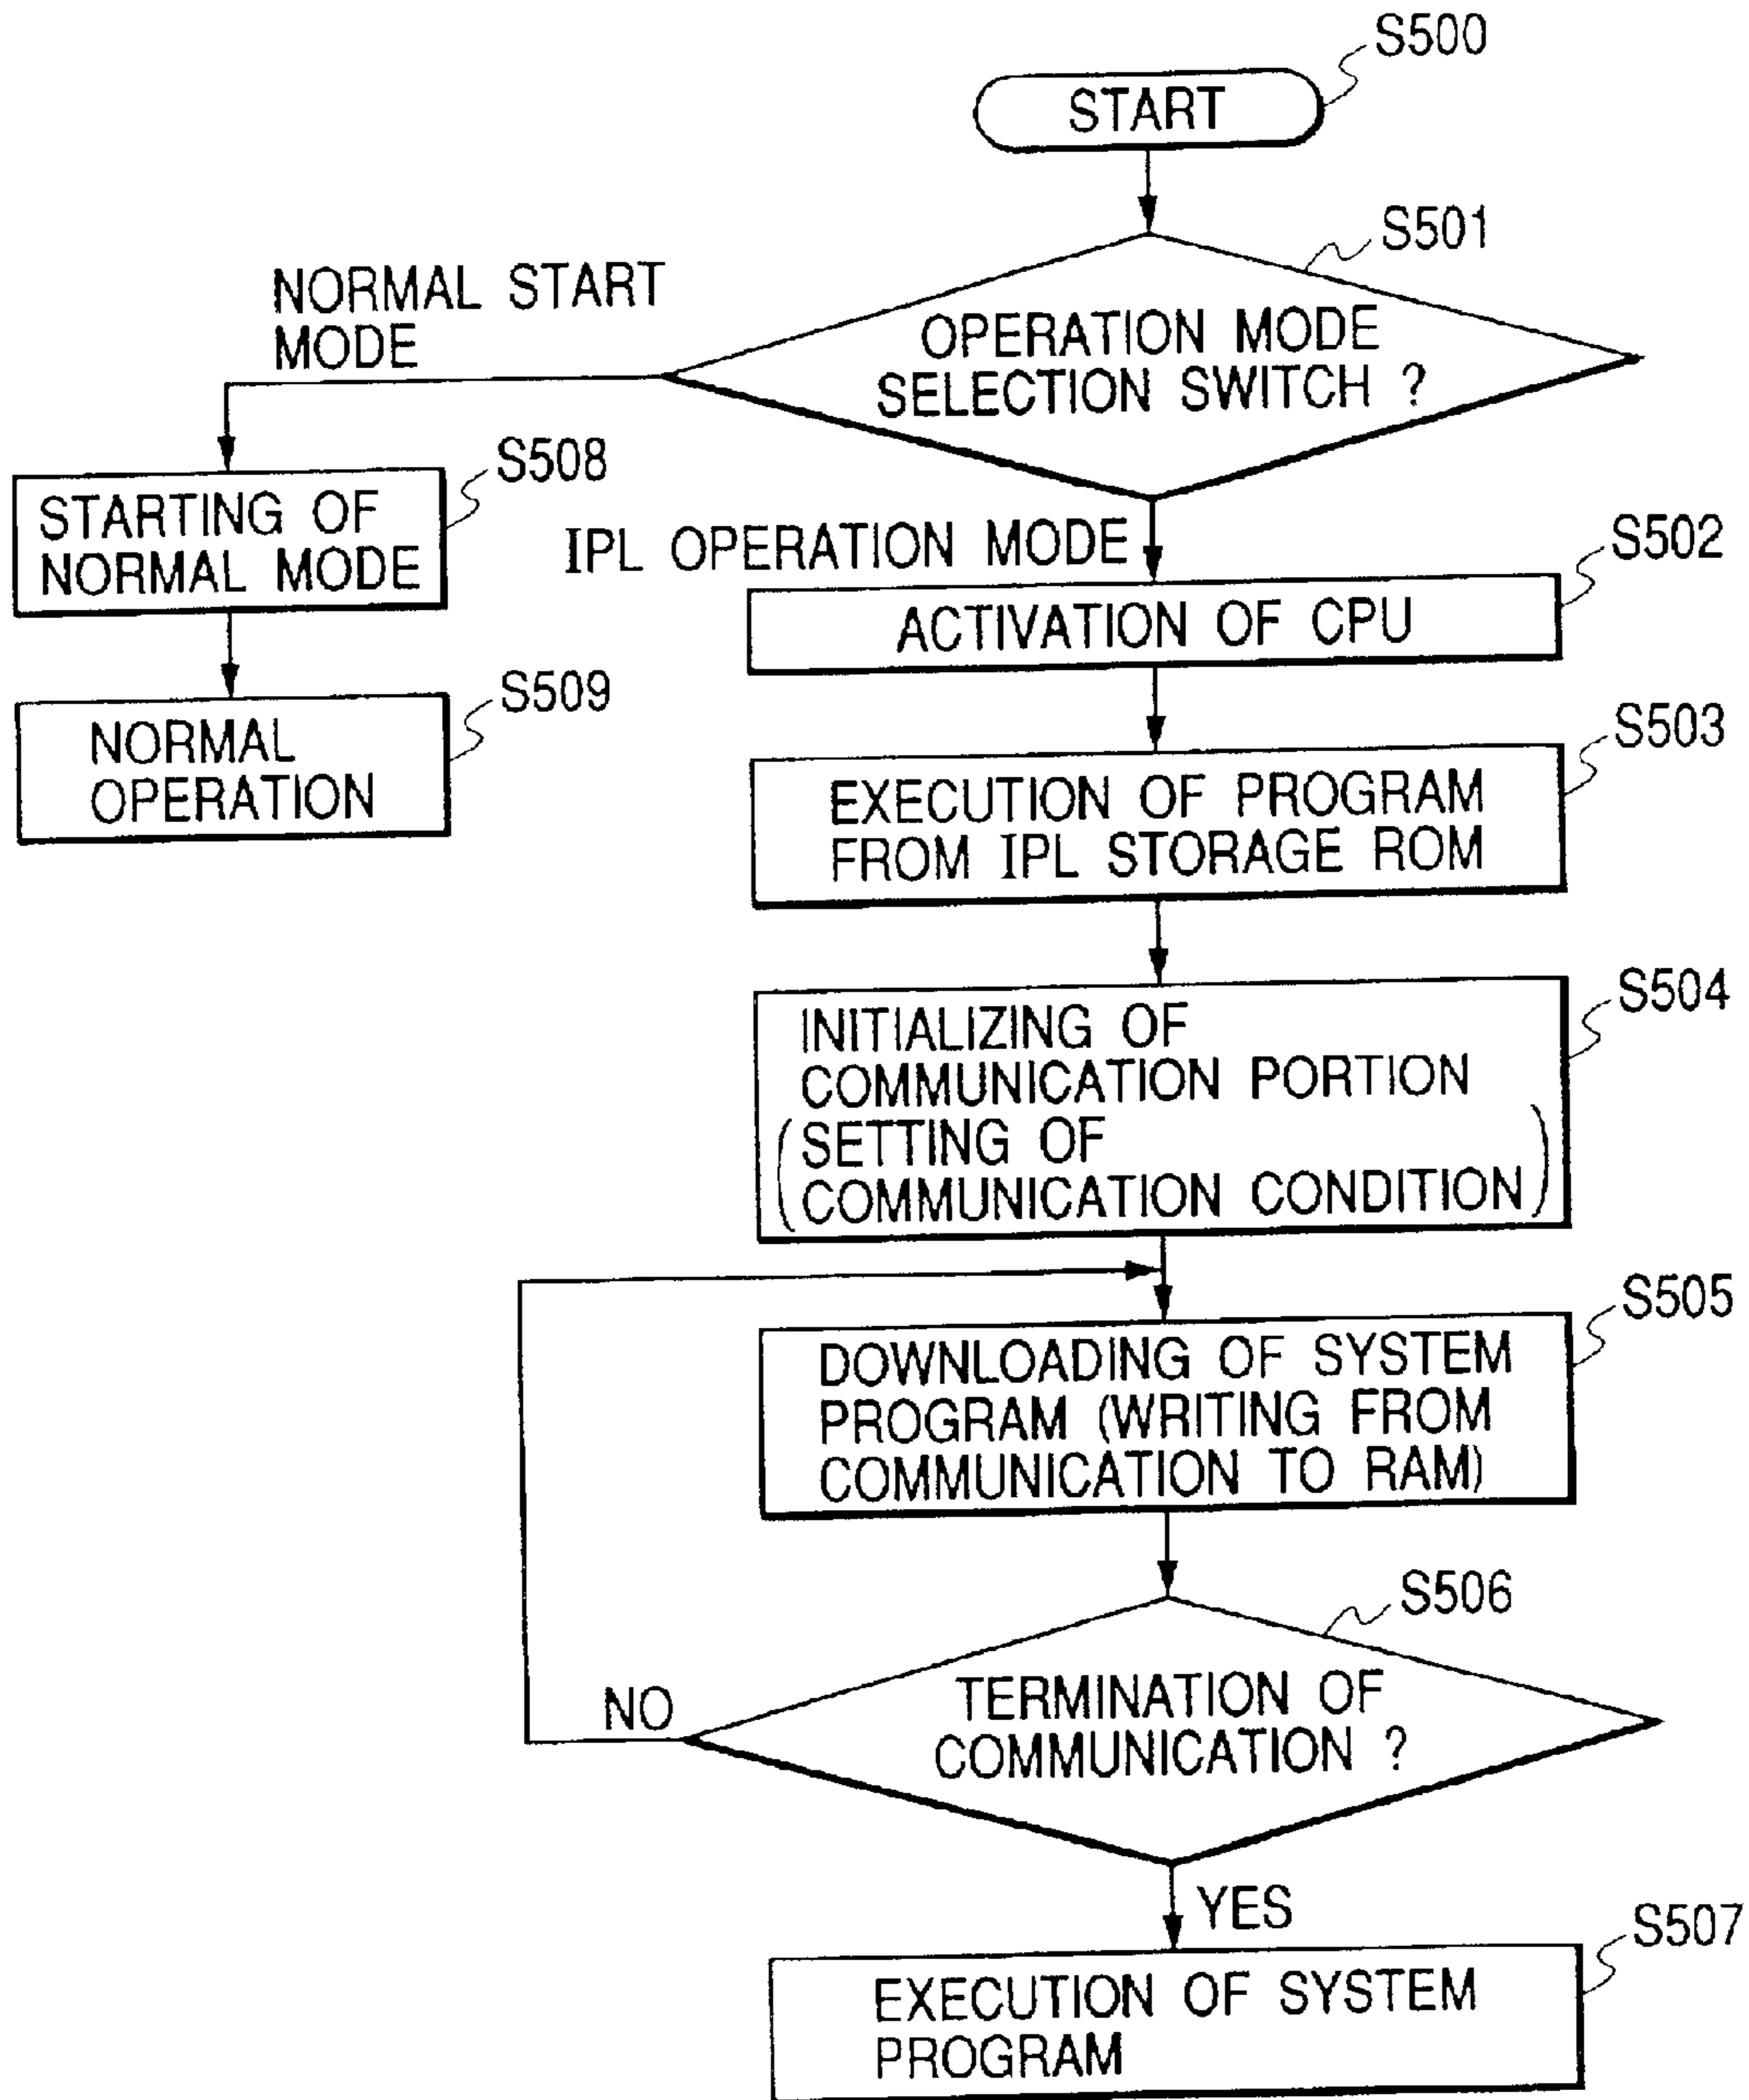 S500
START
S501
NORMAL START
MODE
OPERATION MODE
SELECTION SWITCH ?
S508
STARTING OF
NORMAL MODE
IPL OPERATION MODE
S502
ACTIVATION OF CPU
S509
NORMAL
OPERATION
S503
EXECUTION OF PROGRAM
FROM IPL STORAGE ROM
S504
INITIALIZING OF
COMMUNICATION PORTION
(SETTING OF
COMMUNICATION CONDITION)
S505
DOWNLOADING OF SYSTEM
PROGRAM (WRITING FROM
COMMUNICATION TO RAM)
S506
TERMINATION OF
COMMUNICATION ?
NO
YES
S507
EXECUTION OF SYSTEM
PROGRAM